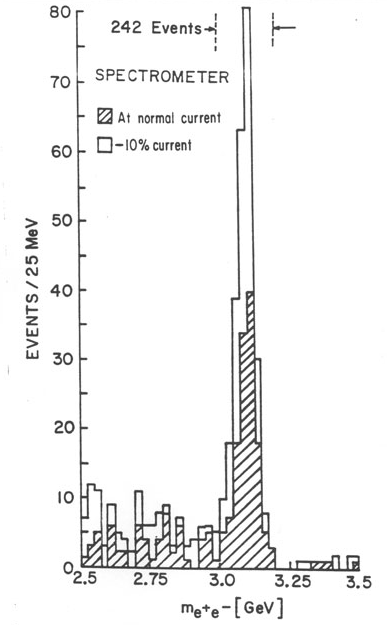 80
242 Events
SPECTROMETER
70
At normal current
-10% current
60
50
40
30
20
10
0
EVENTS / 25 MeV
2.5 2.75 3.0 3.25 3.5
me+e- [GeV]